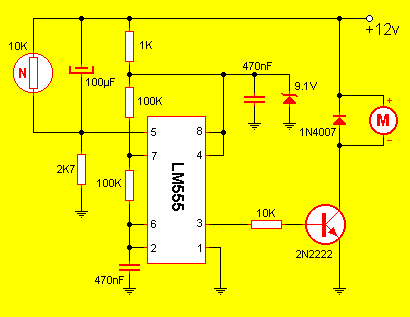 +12v
10K
1K
N
100µF
470nF
9.1V
100K
1N4007
+
M
–
5
8
7
4
LM555
2K7
100K
6
3
10K
2
1
2N2222
470nF